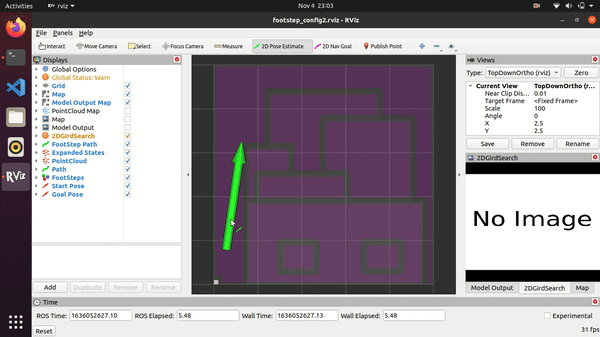 Activities
rviz
Nov 4 23:03
footstep_config2.rviz - RViz
File Panels Help
Interact Move Camera Select Focus Camera Measure 2D Pose Estimate 2D Nav Goal Publish Point
Displays
Global Options
Global Status: Warn
Grid
Map
Model Output Map
PointCloud Map
Map
Model Output
2DGirdSearch
FootStep Path
Expanded States
PointCloud
Path
FootSteps
Start Pose
Goal Pose
Add Duplicate Remove Rename
Views
Type: TopDownOrtho (rviz) Zero
Current View TopDownOrtho (rviz)
Near Clip Dis... 0.01
Target Frame <Fixed Frame>
Scale 100
Angle 0
X 2.5
Y 2.5
Save Remove Rename
2DGirdSearch
No Image
Model Output 2DGirdSearch Map
Time
ROS Time: 1636052627.10 ROS Elapsed: 5.48 Wall Time: 1636052627.13 Wall Elapsed: 5.48 Experimental
Reset 31 fps
RViz